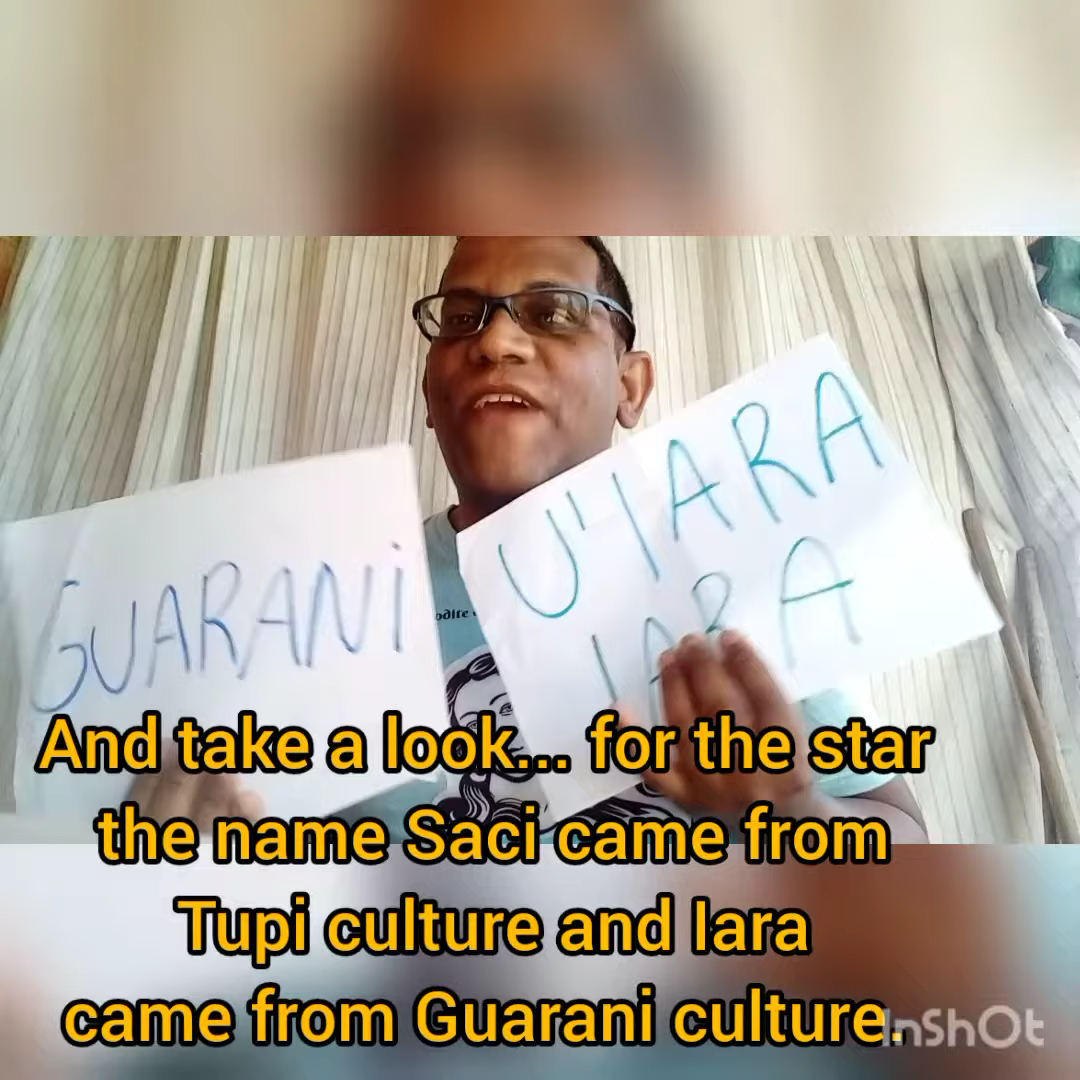 GUARANi
U'IARA
IARA
And take a look... for the star
the name Saci came from
Tupi culture and Iara
came from Guarani culture.
InShOt